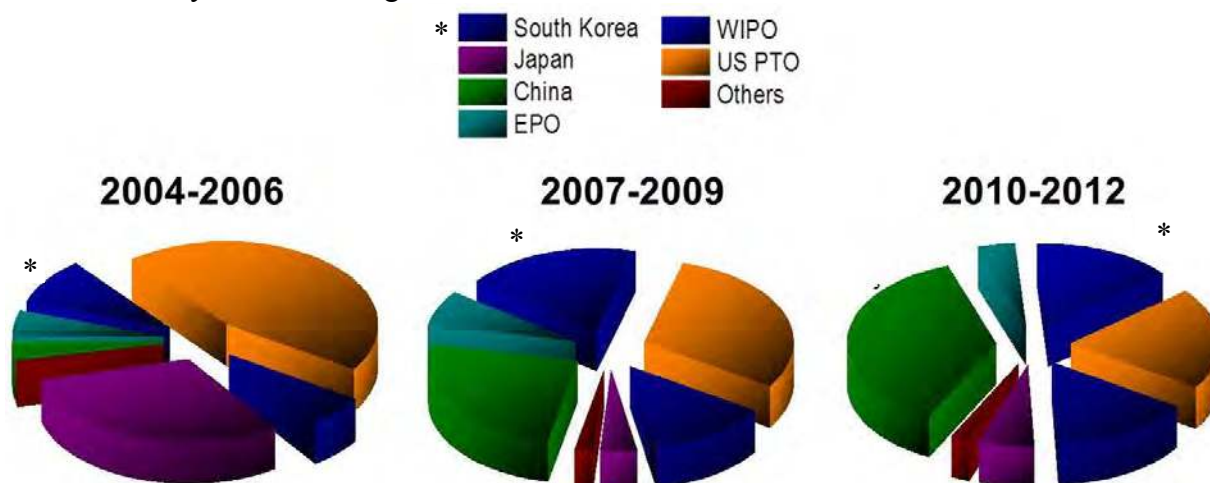 * South Korea WIPO
Japan US PTO
China Others
EPO
2004-2006 2007-2009 2010-2012
* * *